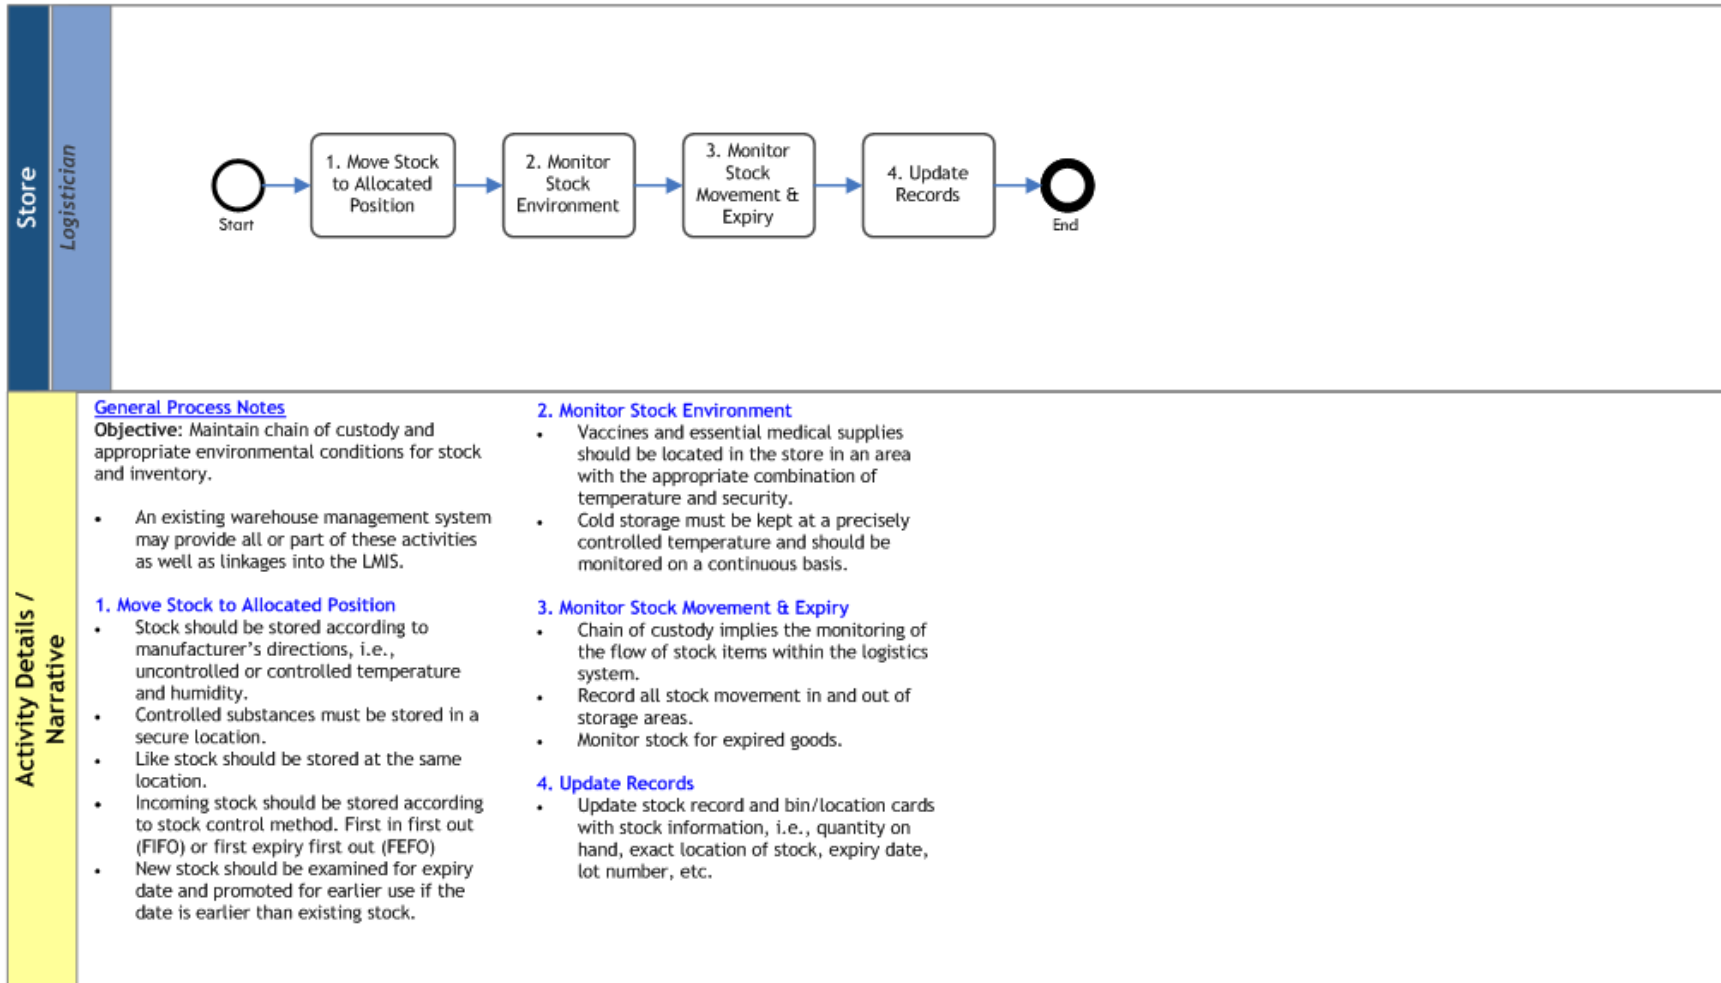 Store
Logistician
Start
1. Move Stock
to Allocated
Position
2. Monitor
Stock
Environment
3. Monitor
Stock
Movement &
Expiry
4. Update
Records
End
Activity Details /
Narrative
General Process Notes
Objective: Maintain chain of custody and
appropriate environmental conditions for stock
and inventory.
• An existing warehouse management system
may provide all or part of these activities
as well as linkages into the LMIS.
1. Move Stock to Allocated Position
• Stock should be stored according to
manufacturer’s directions, i.e.,
uncontrolled or controlled temperature
and humidity.
• Controlled substances must be stored in a
secure location.
• Like stock should be stored at the same
location.
• Incoming stock should be stored according
to stock control method. First in first out
(FIFO) or first expiry first out (FEFO)
• New stock should be examined for expiry
date and promoted for earlier use if the
date is earlier than existing stock.
2. Monitor Stock Environment
• Vaccines and essential medical supplies
should be located in the store in an area
with the appropriate combination of
temperature and security.
• Cold storage must be kept at a precisely
controlled temperature and should be
monitored on a continuous basis.
3. Monitor Stock Movement & Expiry
• Chain of custody implies the monitoring of
the flow of stock items within the logistics
system.
• Record all stock movement in and out of
storage areas.
• Monitor stock for expired goods.
4. Update Records
• Update stock record and bin/location cards
with stock information, i.e., quantity on
hand, exact location of stock, expiry date,
lot number, etc.